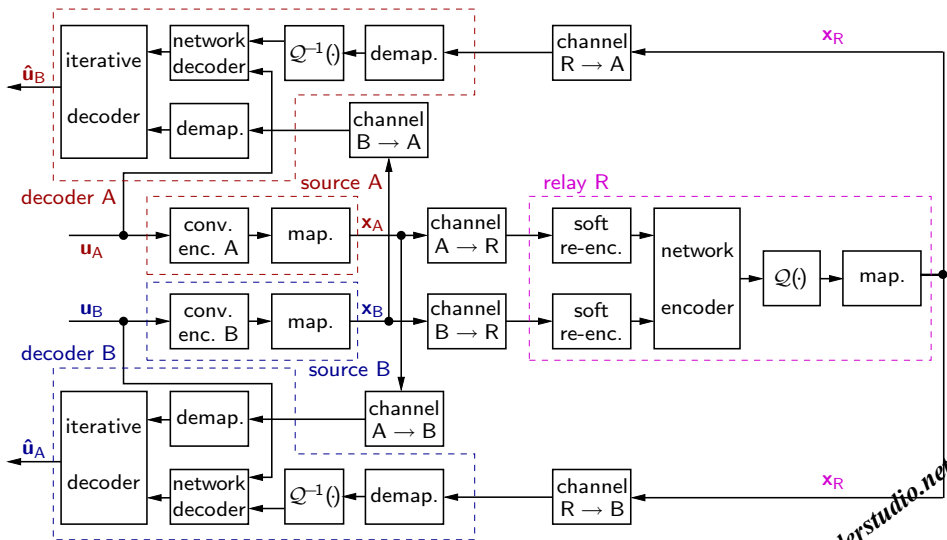 iterative
decoder
network
decoder
𝒬⁻¹(·)
demap.
channel
R → A
x_R
û_B
demap.
channel
B → A
decoder A
source A
relay R
u_A
conv.
enc. A
map.
x_A
channel
A → R
soft
re-enc.
network
encoder
𝒬(·)
map.
u_B
conv.
enc. B
map.
x_B
channel
B → R
soft
re-enc.
decoder B
source B
iterative
decoder
demap.
channel
A → B
û_A
network
decoder
𝒬⁻¹(·)
demap.
channel
R → B
x_R